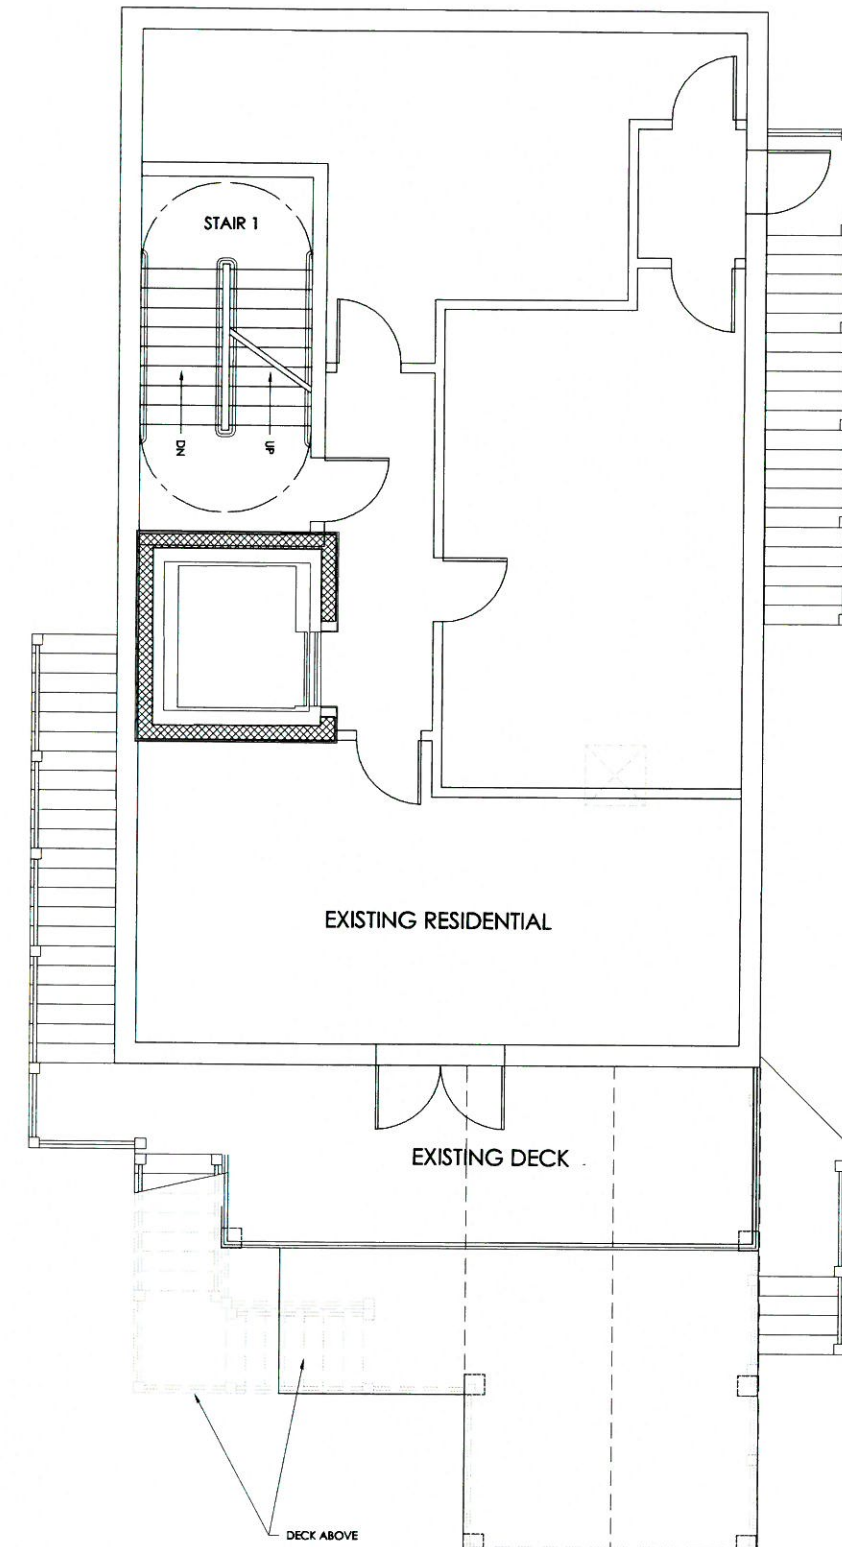 STAIR 1
DN
UP
EXISTING RESIDENTIAL
EXISTING DECK
DECK ABOVE